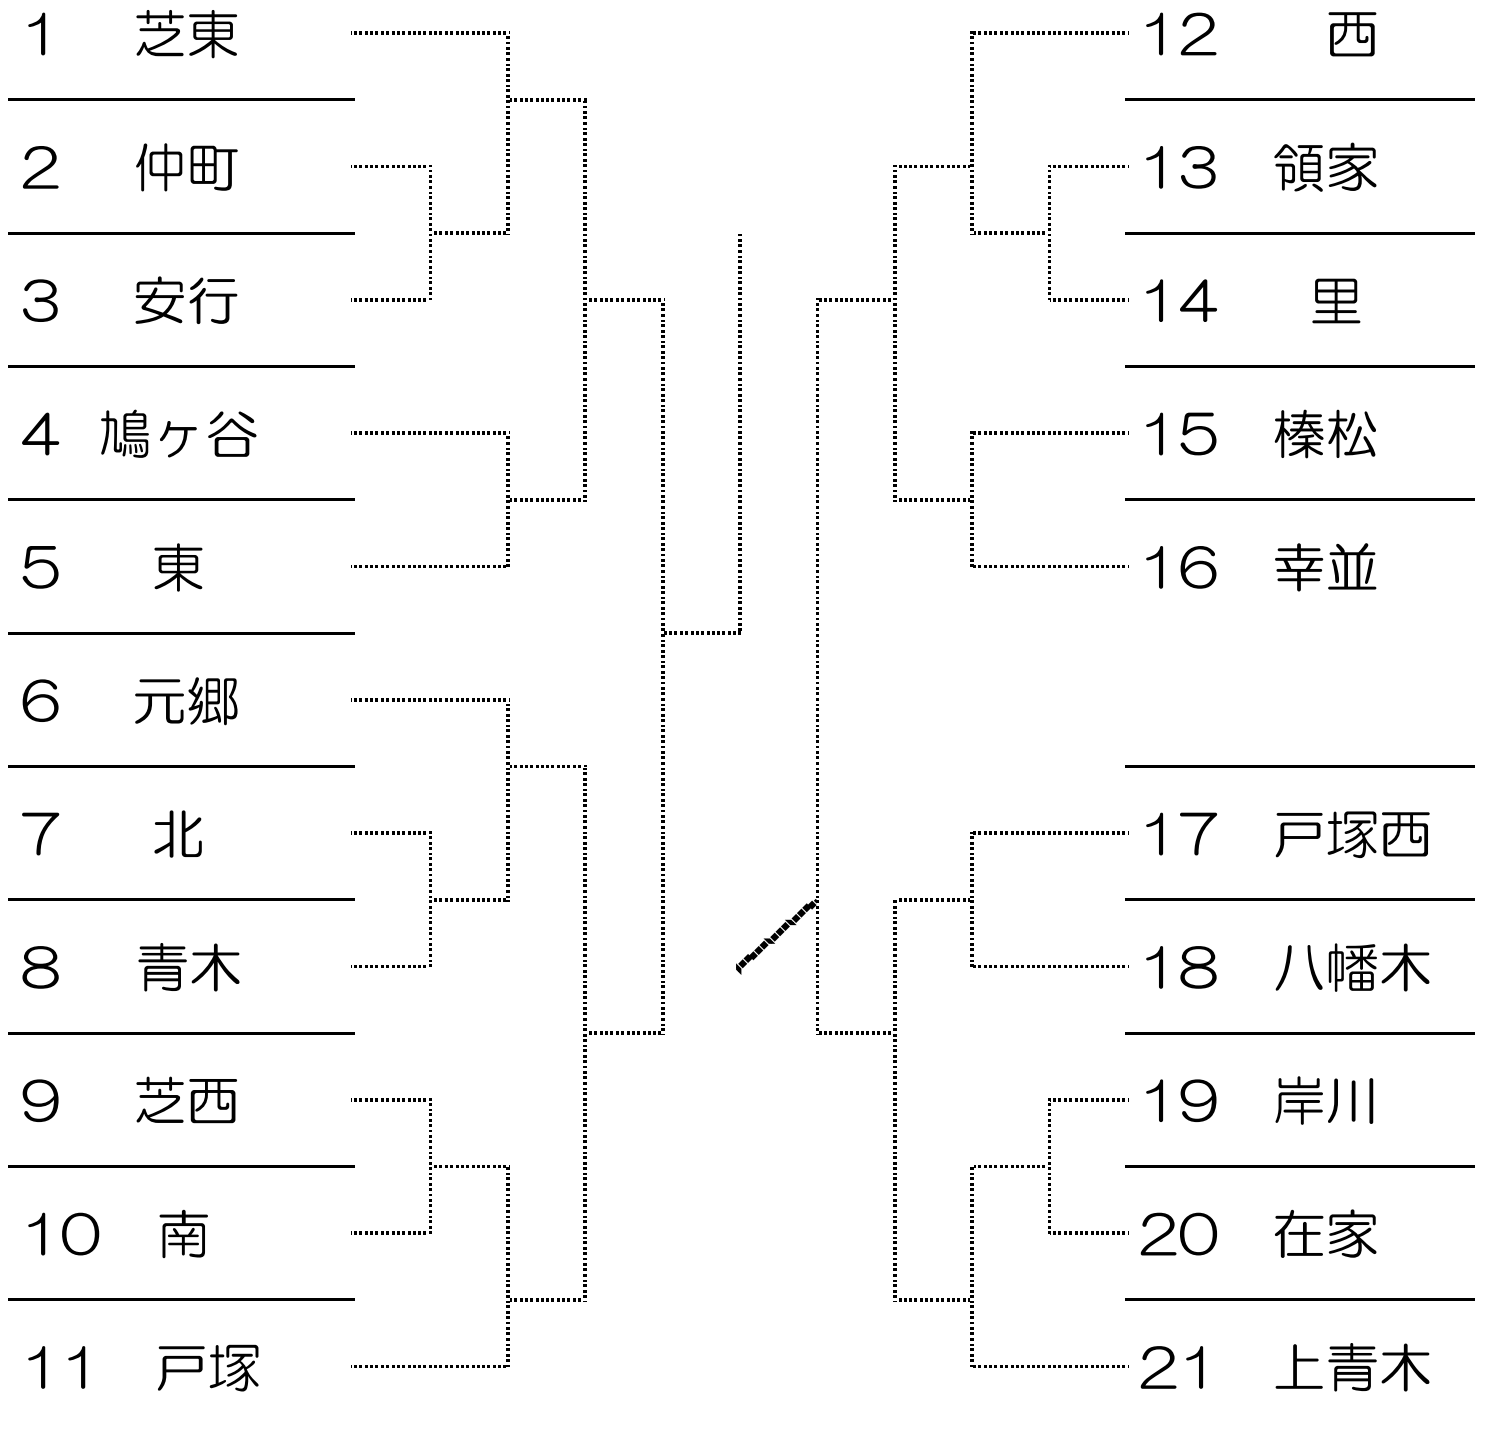 1 芝東
2 仲町
3 安行
4 鳩ヶ谷
5 東
6 元郷
7 北
8 青木
9 芝西
10 南
11 戸塚
12 西
13 領家
14 里
15 榛松
16 幸並
17 戸塚西
18 八幡木
19 岸川
20 在家
21 上青木